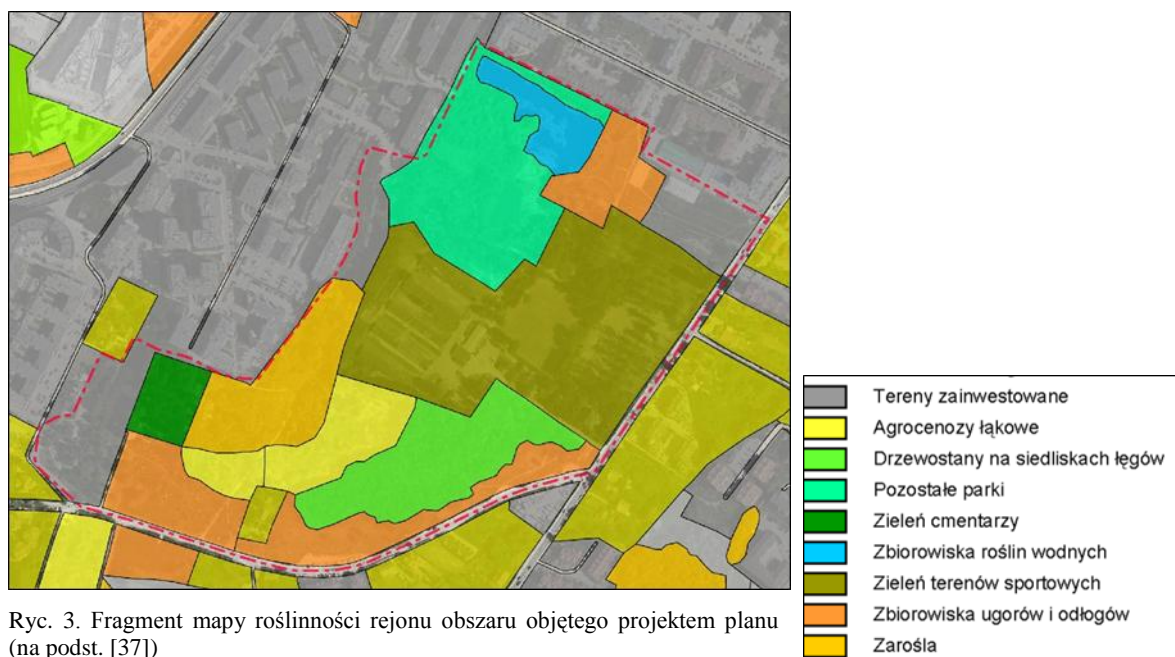 Tereny zainwestowane
Agrocenozy łąkowe
Drzewostany na siedliskach łęgów
Pozostałe parki
Zieleń cmentarzy
Zbiorowiska roślin wodnych
Zieleń terenów sportowych
Zbiorowiska ugorów i odłogów
Zarośla
Ryc. 3. Fragment mapy roślinności rejonu obszaru objętego projektem planu
(na podst. [37])